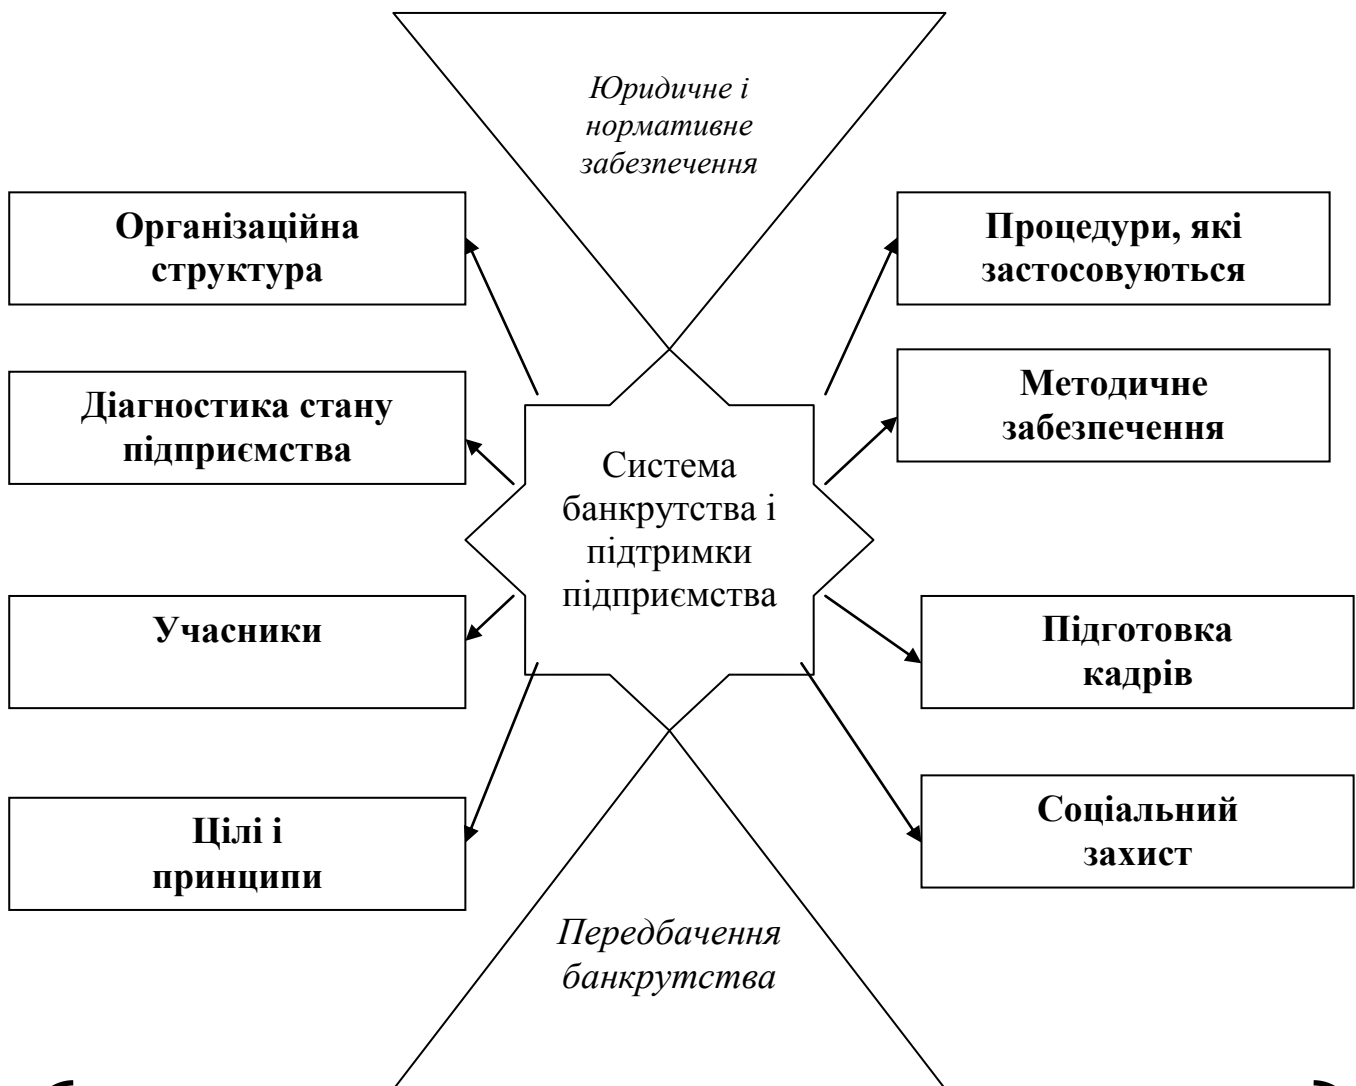 Юридичне і
нормативне
забезпечення
Організаційна
структура
Процедури, які
застосовуються
Діагностика стану
підприємства
Методичне
забезпечення
Система
банкрутства і
підтримки
підприємства
Учасники
Підготовка
кадрів
Цілі і
принципи
Соціальний
захист
Передбачення
банкрутства